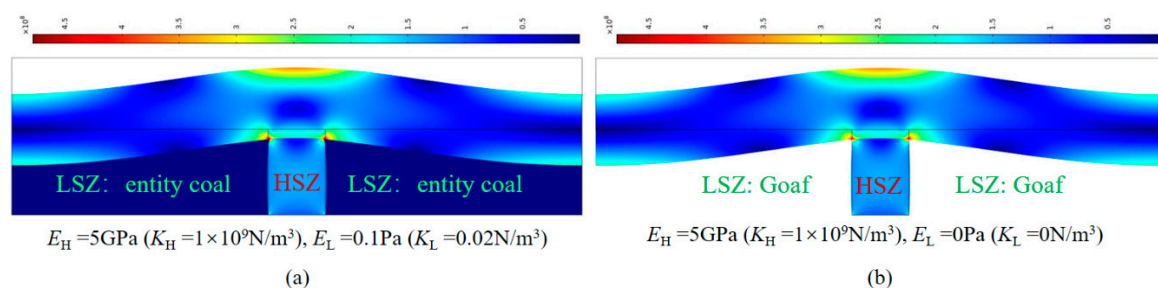 ×10⁸ 4.5 4 3.5 3 2.5 2 1.5 1 0.5
×10⁸ 4.5 4 3.5 3 2.5 2 1.5 1 0.5
LSZ: entity coal HSZ LSZ: entity coal
LSZ: Goaf HSZ LSZ: Goaf
E_H =5GPa (K_H =1×10⁹N/m³), E_L =0.1Pa (K_L =0.02N/m³)
E_H =5GPa (K_H =1×10⁹N/m³), E_L =0Pa (K_L =0N/m³)
(a)
(b)